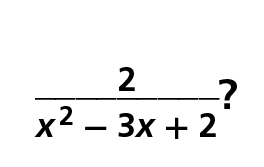 2
x² − 3x + 2 ?